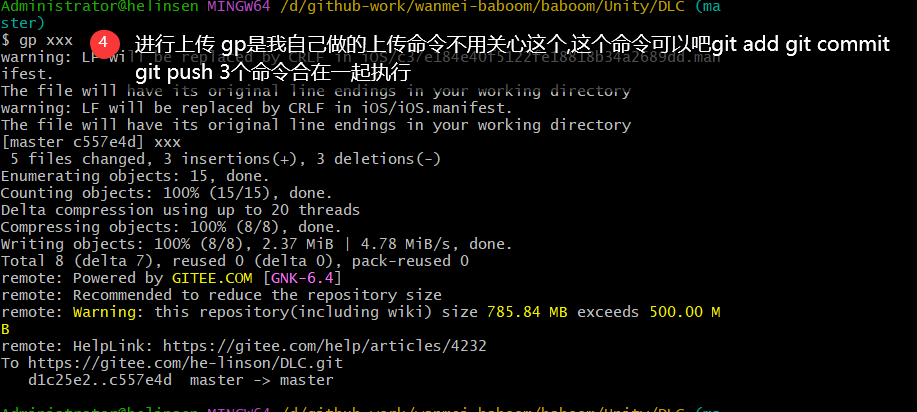 Administrator@helinsen MINGW64 /d/github-work/wanmei-baboom/baboom/Unity/DLC (ma
ster)
$ gp xxx
4 进行上传 gp是我自己做的上传命令不用关心这个,这个命令可以吧git add git commit
git push 3个命令合在一起执行
warning: LF will be replaced by CRLF in iOS/c37e184e40f5122fe18818b34a2689dd.man
ifest.
The file will have its original line endings in your working directory
warning: LF will be replaced by CRLF in iOS/iOS.manifest.
The file will have its original line endings in your working directory
[master c557e4d] xxx
 5 files changed, 3 insertions(+), 3 deletions(-)
Enumerating objects: 15, done.
Counting objects: 100% (15/15), done.
Delta compression using up to 20 threads
Compressing objects: 100% (8/8), done.
Writing objects: 100% (8/8), 2.37 MiB | 4.78 MiB/s, done.
Total 8 (delta 7), reused 0 (delta 0), pack-reused 0
remote: Powered by GITEE.COM [GNK-6.4]
remote: Recommended to reduce the repository size
remote: Warning: this repository(including wiki) size 785.84 MB exceeds 500.00 M
B
remote: HelpLink: https://gitee.com/help/articles/4232
To https://gitee.com/he-linson/DLC.git
   d1c25e2..c557e4d  master -> master
Administrator@helinsen MINGW64 /d/github-work/wanmei-baboom/baboom/Unity/DLC (ma